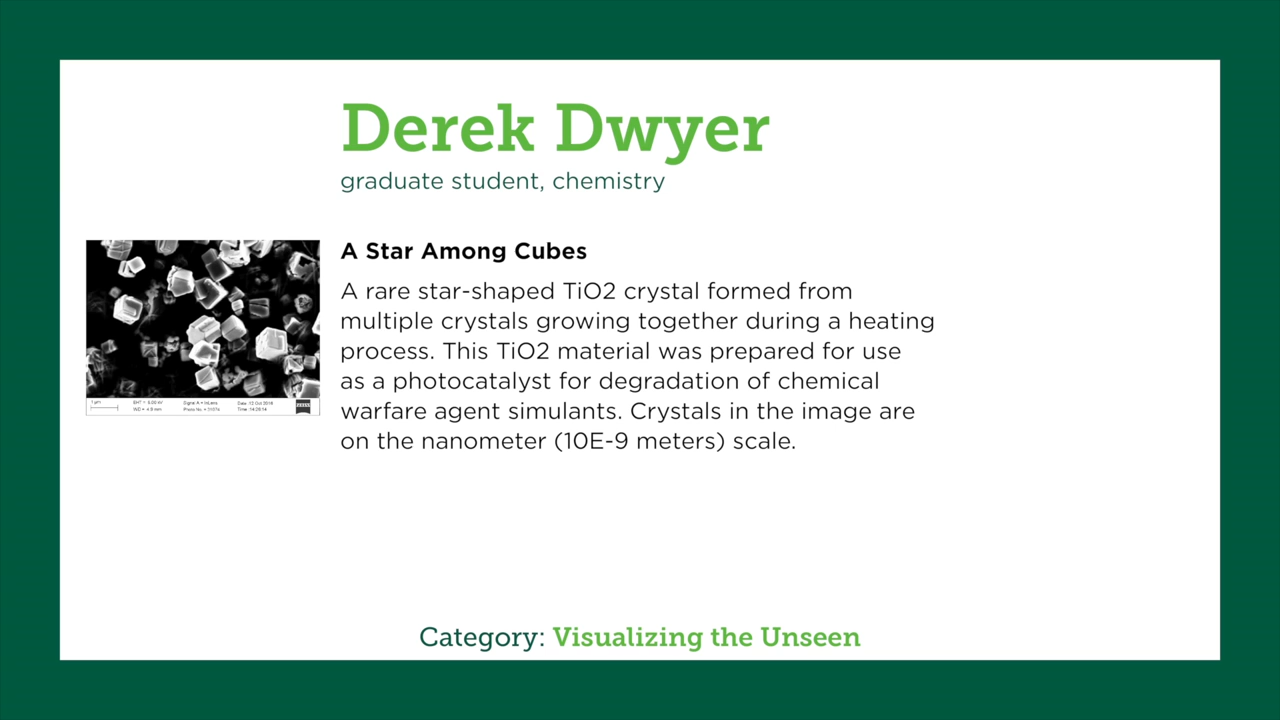 Derek Dwyer
graduate student, chemistry
A Star Among Cubes
A rare star-shaped TiO2 crystal formed from
multiple crystals growing together during a heating
process. This TiO2 material was prepared for use
as a photocatalyst for degradation of chemical
warfare agent simulants. Crystals in the image are
on the nanometer (10E-9 meters) scale.
Category: Visualizing the Unseen